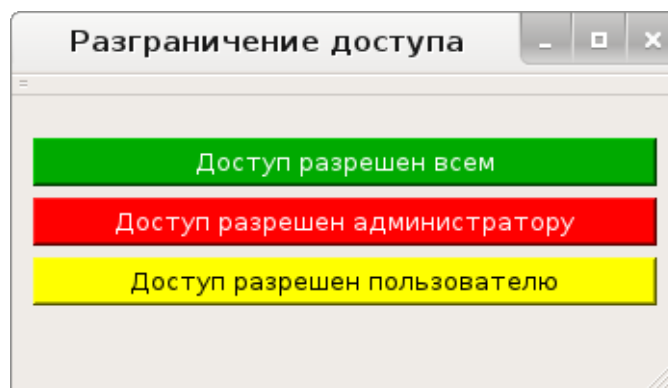 Разграничение доступа
Доступ разрешен всем
Доступ разрешен администратору
Доступ разрешен пользователю